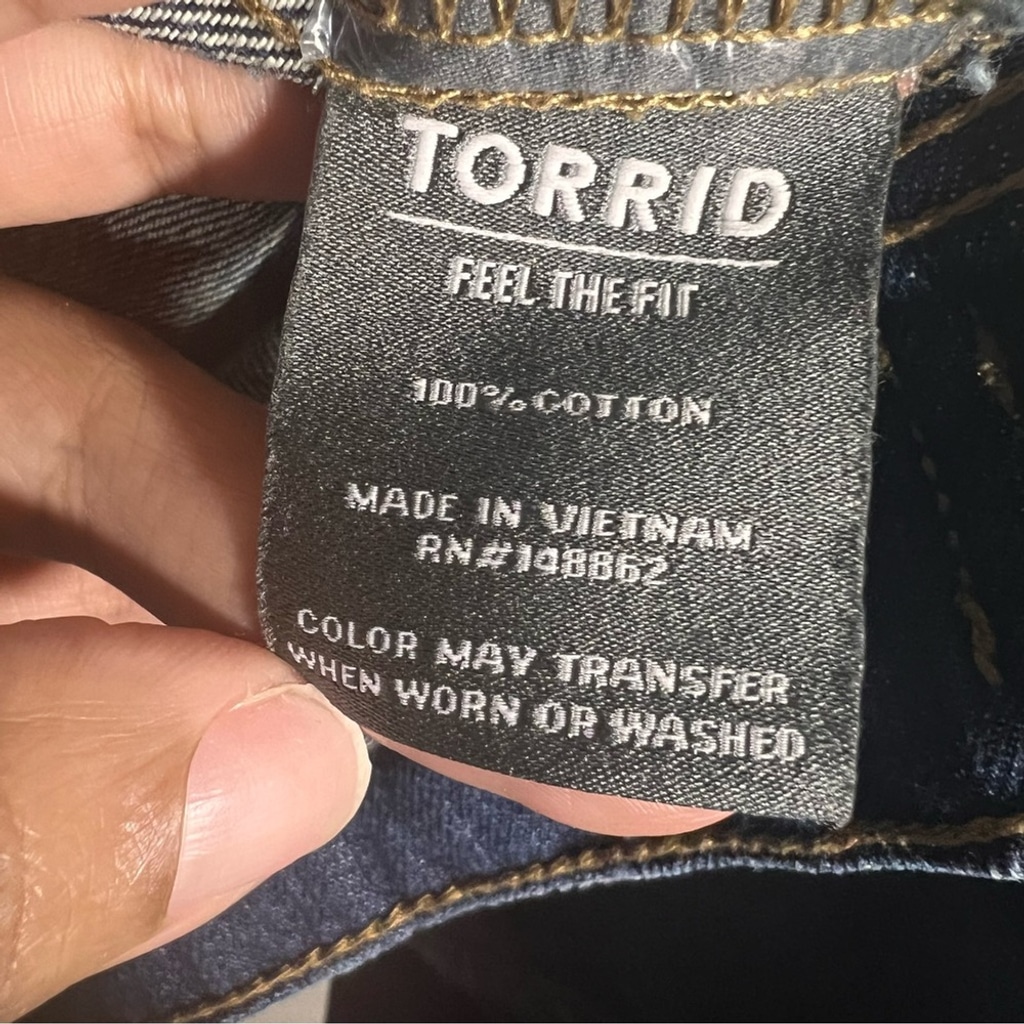 TORRID
FEEL THE FIT
100% COTTON
MADE IN VIETNAM
RN#148862
COLOR MAY TRANSFER
WHEN WORN OR WASHED